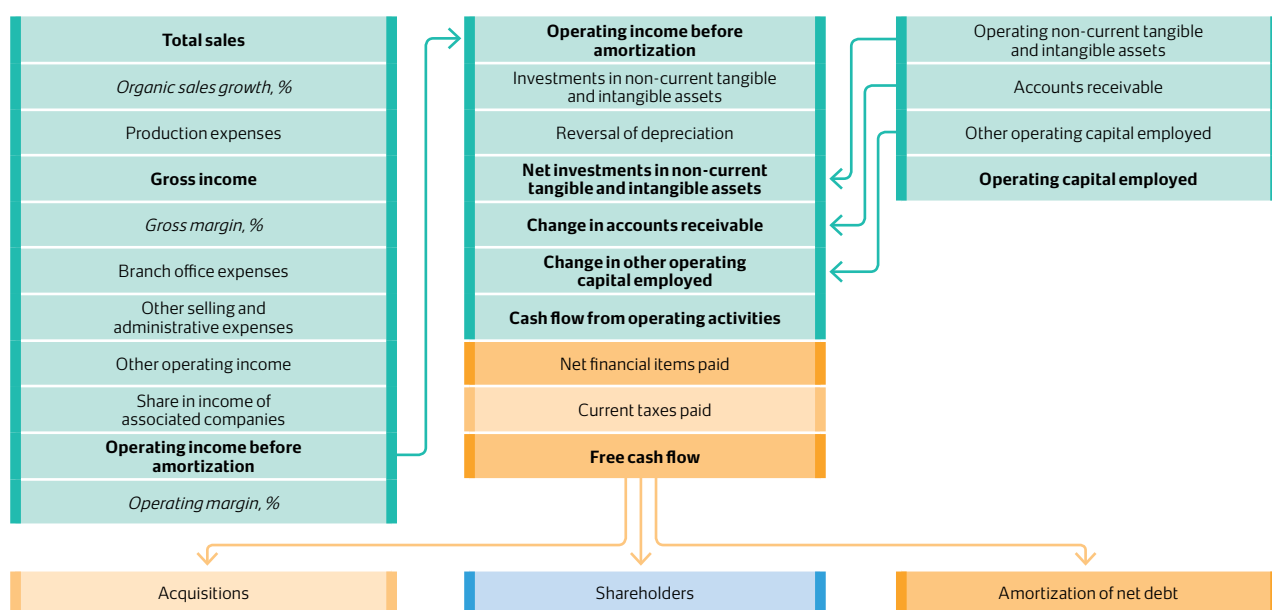 Total sales
Organic sales growth, %
Production expenses
Gross income
Gross margin, %
Branch office expenses
Other selling and
administrative expenses
Other operating income
Share in income of
associated companies
Operating income before
amortization
Operating margin, %
Operating income before
amortization
Investments in non-current tangible
and intangible assets
Reversal of depreciation
Net investments in non-current
tangible and intangible assets
Change in accounts receivable
Change in other operating
capital employed
Cash flow from operating activities
Net financial items paid
Current taxes paid
Free cash flow
Operating non-current tangible
and intangible assets
Accounts receivable
Other operating capital employed
Operating capital employed
Acquisitions
Shareholders
Amortization of net debt